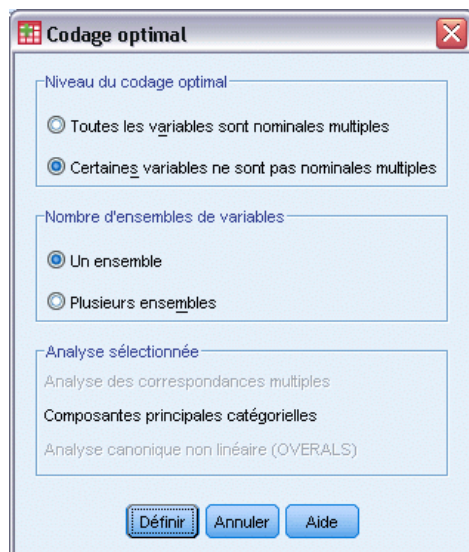 Codage optimal
Niveau du codage optimal
Toutes les variables sont nominales multiples
Certaines variables ne sont pas nominales multiples
Nombre d'ensembles de variables
Un ensemble
Plusieurs ensembles
Analyse sélectionnée
Analyse des correspondances multiples
Composantes principales catégorielles
Analyse canonique non linéaire (OVERALS)
Définir Annuler Aide